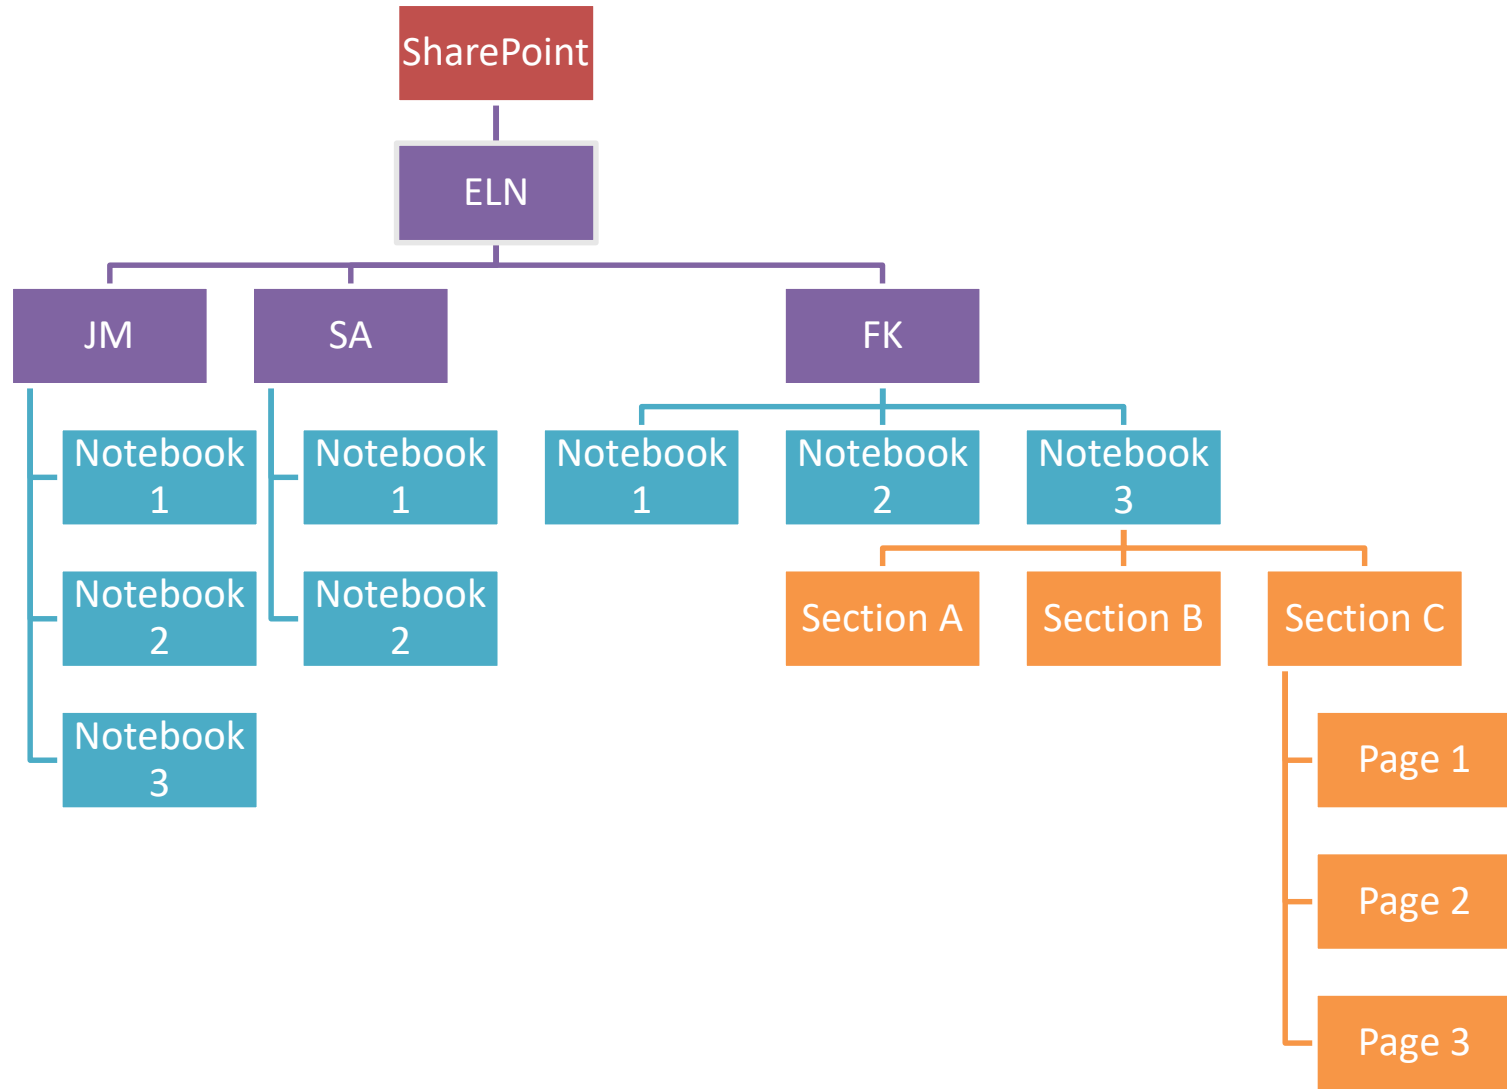 SharePoint
ELN
JM
SA
FK
Notebook
1
Notebook
1
Notebook
1
Notebook
2
Notebook
3
Notebook
2
Notebook
2
Section A
Section B
Section C
Notebook
3
Page 1
Page 2
Page 3